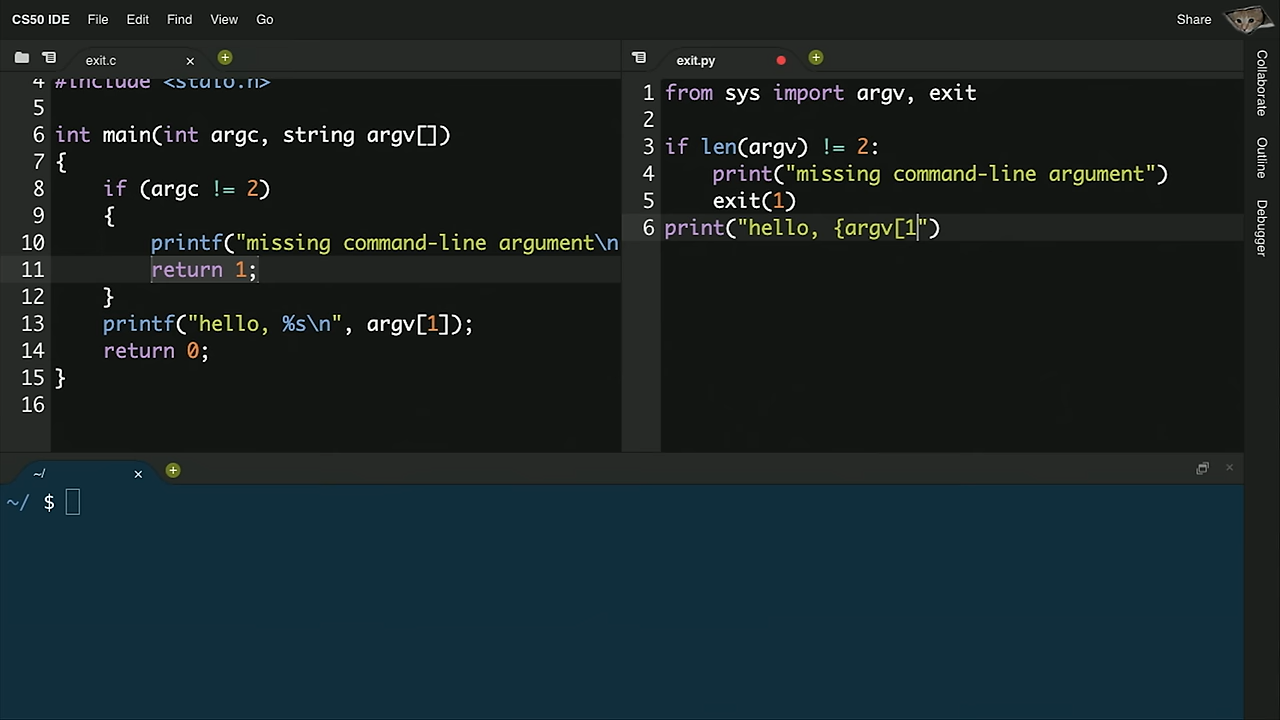 CS50 IDE File Edit Find View Go Share
exit.c
4 #include <stdio.h>
5
6 int main(int argc, string argv[])
7 {
8 if (argc != 2)
9 {
10 printf("missing command-line argument\n
11 return 1;
12 }
13 printf("hello, %s\n", argv[1]);
14 return 0;
15 }
16
exit.py
1 from sys import argv, exit
2
3 if len(argv) != 2:
4 print("missing command-line argument")
5 exit(1)
6 print("hello, {argv[1")
Collaborate
Outline
Debugger
~/
~/ $